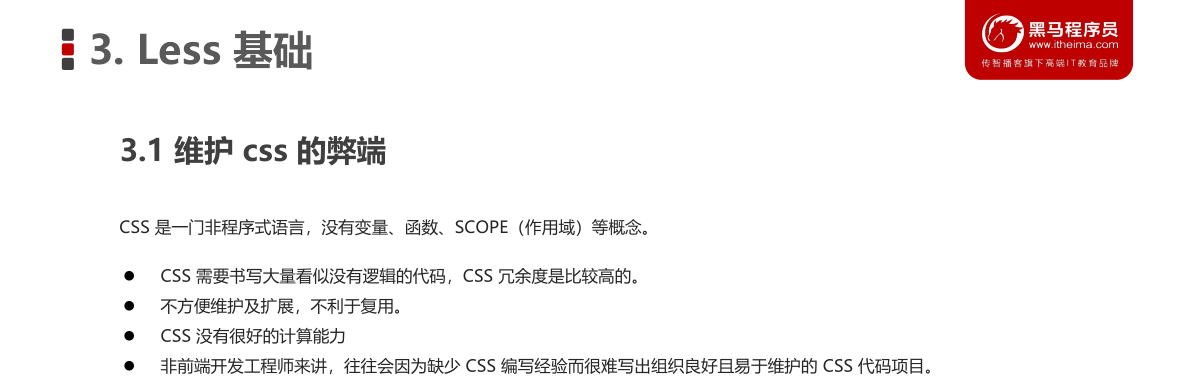 3. Less 基础
黑马程序员
www.itheima.com
传智播客旗下高端IT教育品牌
3.1 维护 css 的弊端
CSS 是一门非程序式语言，没有变量、函数、SCOPE（作用域）等概念。
● CSS 需要书写大量看似没有逻辑的代码，CSS 冗余度是比较高的。
● 不方便维护及扩展，不利于复用。
● CSS 没有很好的计算能力
● 非前端开发工程师来讲，往往会因为缺少 CSS 编写经验而很难写出组织良好且易于维护的 CSS 代码项目。